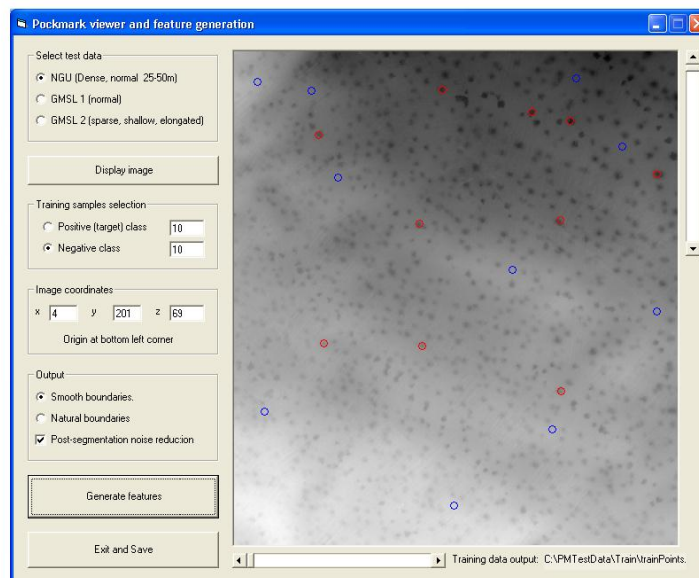 Pockmark viewer and feature generation
Select test data
NGU (Dense, normal 25-50m)
GMSL 1 (normal)
GMSL 2 (sparse, shallow, elongated)
Display image
Training samples selection
Positive (target) class 10
Negative class 10
Image coordinates
x 4 y 201 z 69
Origin at bottom left corner
Output
Smooth boundaries.
Natural boundaries
Post-segmentation noise reduction
Generate features
Exit and Save
Training data output: C:\PMTestData\Train\trainPoints.